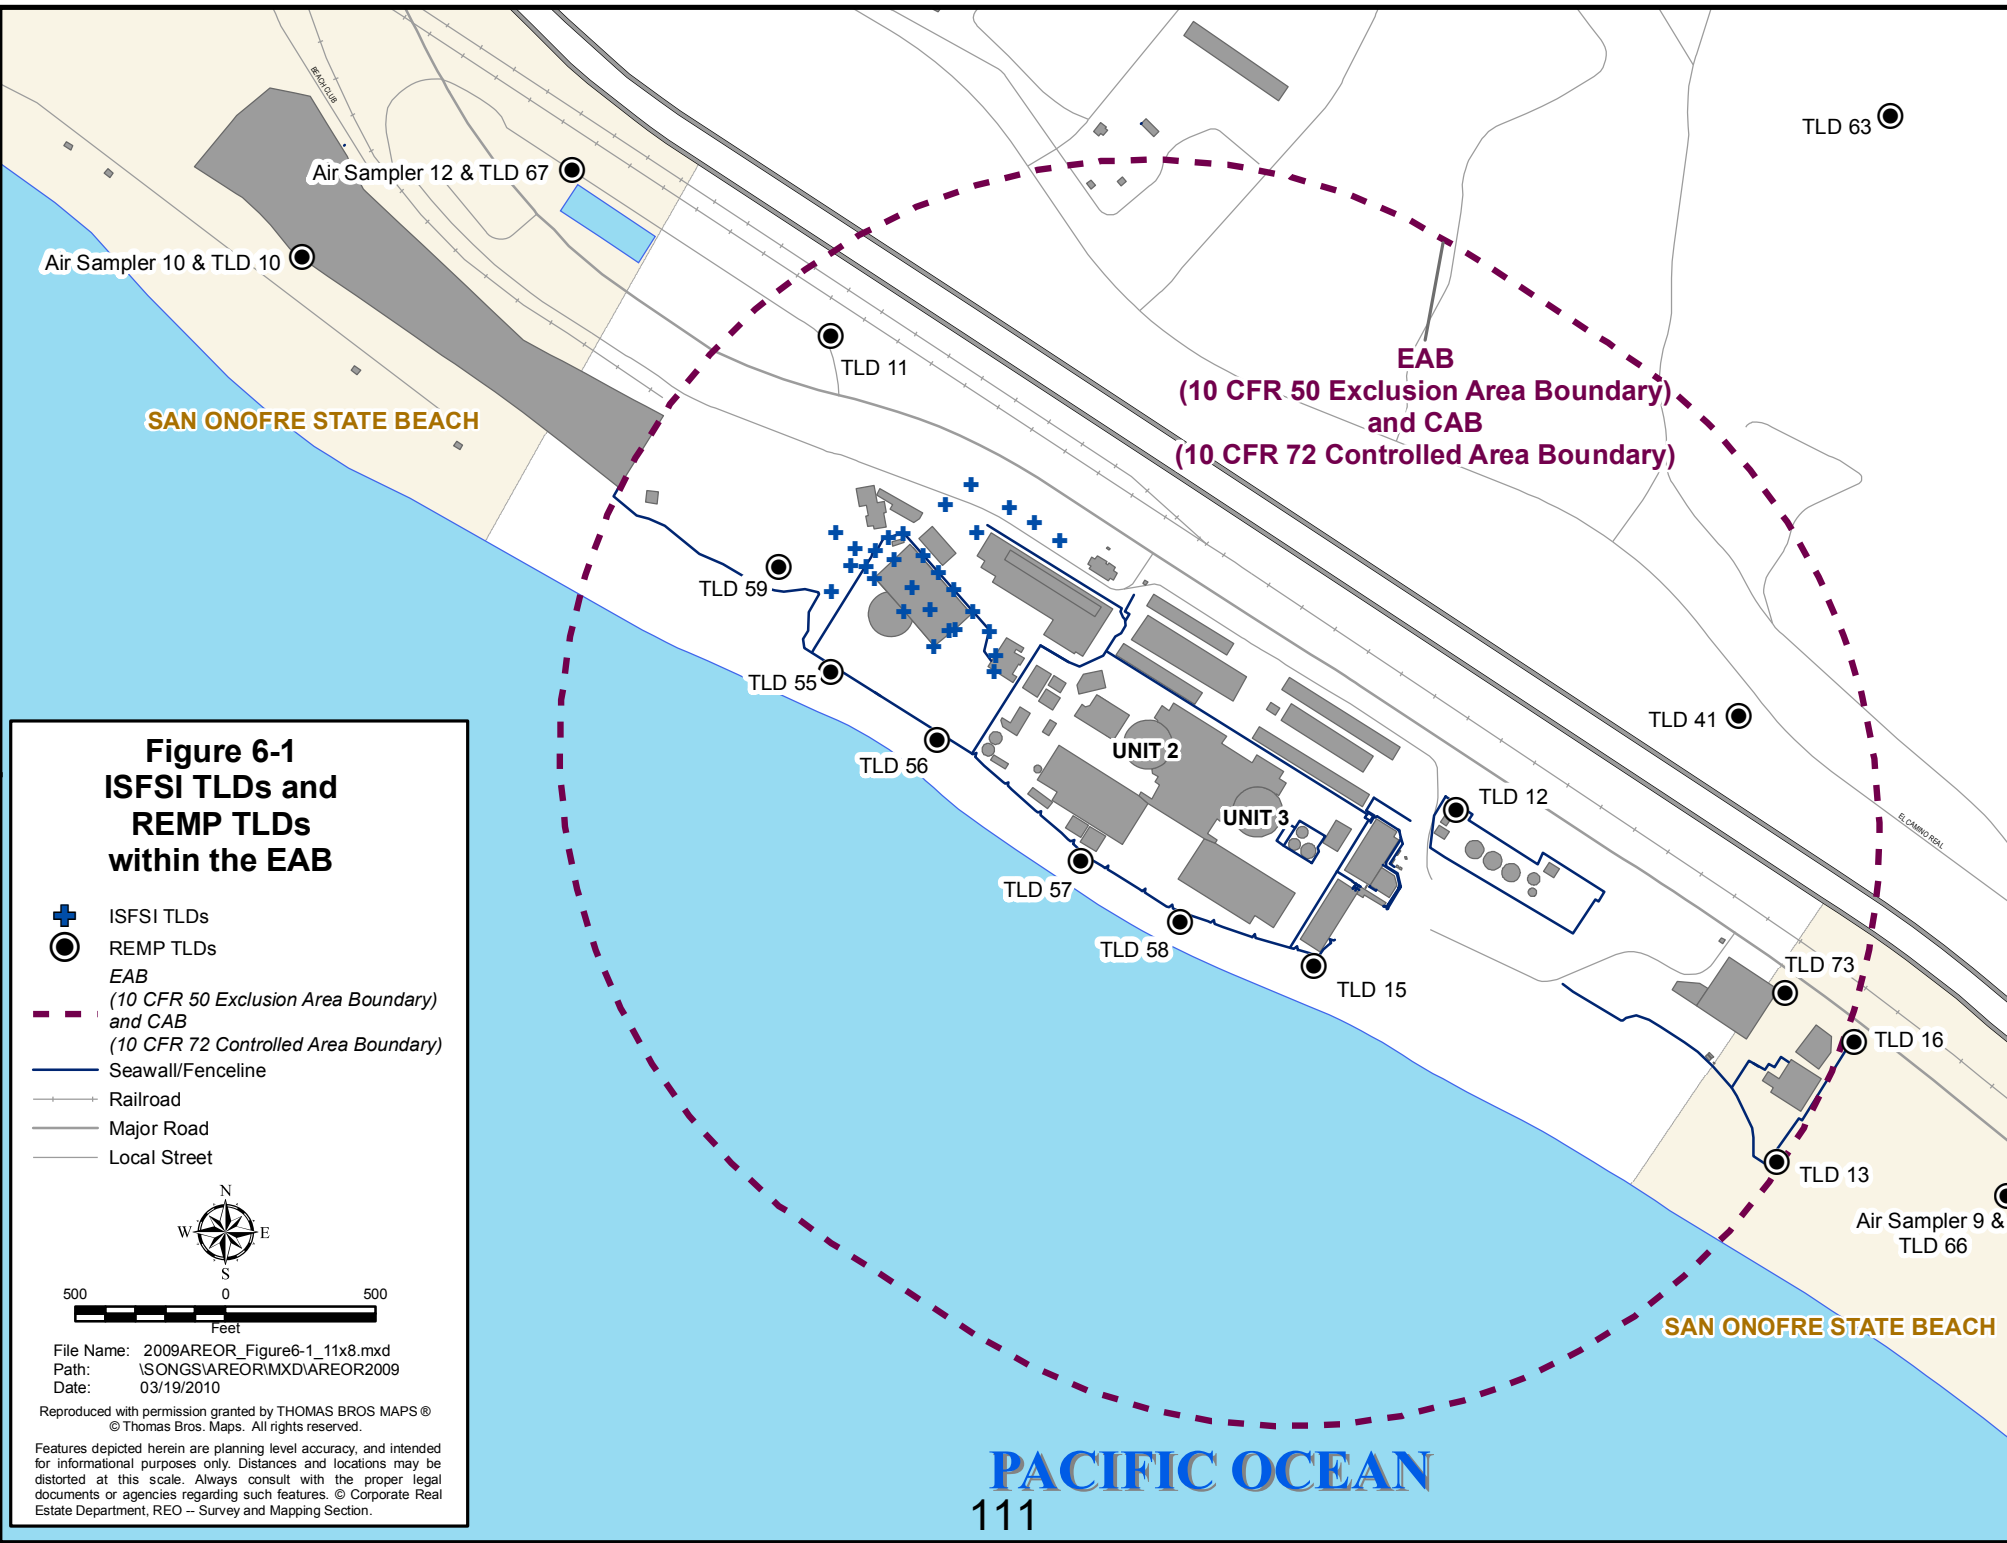 BEACH CLUB
TLD 63
Air Sampler 12 & TLD 67
Air Sampler 10 & TLD 10
TLD 11
EAB
(10 CFR 50 Exclusion Area Boundary)
and CAB
(10 CFR 72 Controlled Area Boundary)
SAN ONOFRE STATE BEACH
TLD 59
TLD 55
TLD 56
TLD 41
UNIT 2
UNIT 3
TLD 12
EL CAMINO REAL
TLD 57
TLD 58
TLD 15
TLD 73
TLD 16
TLD 13
Air Sampler 9 &
TLD 66
SAN ONOFRE STATE BEACH
PACIFIC OCEAN
111
Figure 6-1
ISFSI TLDs and
REMP TLDs
within the EAB
ISFSI TLDs
REMP TLDs
EAB
(10 CFR 50 Exclusion Area Boundary)
and CAB
(10 CFR 72 Controlled Area Boundary)
Seawall/Fenceline
Railroad
Major Road
Local Street
N
W E
S
500 0 500
Feet
File Name: 2009AREOR_Figure6-1_11x8.mxd
Path: \SONGS\AREOR\MXD\AREOR2009
Date: 03/19/2010
Reproduced with permission granted by THOMAS BROS MAPS ®
© Thomas Bros. Maps. All rights reserved.
Features depicted herein are planning level accuracy, and intended
for informational purposes only. Distances and locations may be
distorted at this scale. Always consult with the proper legal
documents or agencies regarding such features. © Corporate Real
Estate Department, REO -- Survey and Mapping Section.